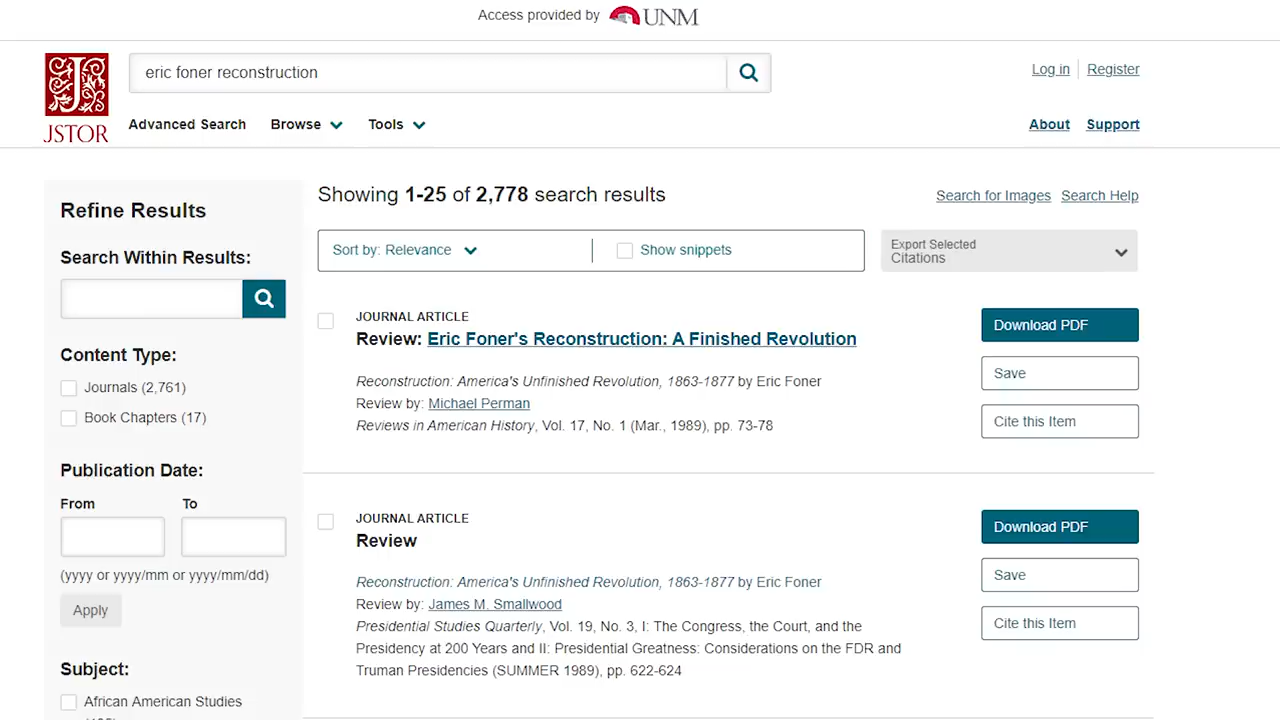 Access provided by UNM
eric foner reconstruction
Log in Register
JSTOR
Advanced Search Browse Tools
About Support
Refine Results
Search Within Results:
Content Type:
Journals (2,761)
Book Chapters (17)
Publication Date:
From To
(yyyy or yyyy/mm or yyyy/mm/dd)
Apply
Subject:
African American Studies
Showing 1-25 of 2,778 search results
Search for Images Search Help
Sort by: Relevance Show snippets
Export Selected
Citations
JOURNAL ARTICLE
Review: Eric Foner's Reconstruction: A Finished Revolution
Reconstruction: America's Unfinished Revolution, 1863-1877 by Eric Foner
Review by: Michael Perman
Reviews in American History, Vol. 17, No. 1 (Mar., 1989), pp. 73-78
Download PDF
Save
Cite this Item
JOURNAL ARTICLE
Review
Reconstruction: America's Unfinished Revolution, 1863-1877 by Eric Foner
Review by: James M. Smallwood
Presidential Studies Quarterly, Vol. 19, No. 3, I: The Congress, the Court, and the
Presidency at 200 Years and II: Presidential Greatness: Considerations on the FDR and
Truman Presidencies (SUMMER 1989), pp. 622-624
Download PDF
Save
Cite this Item